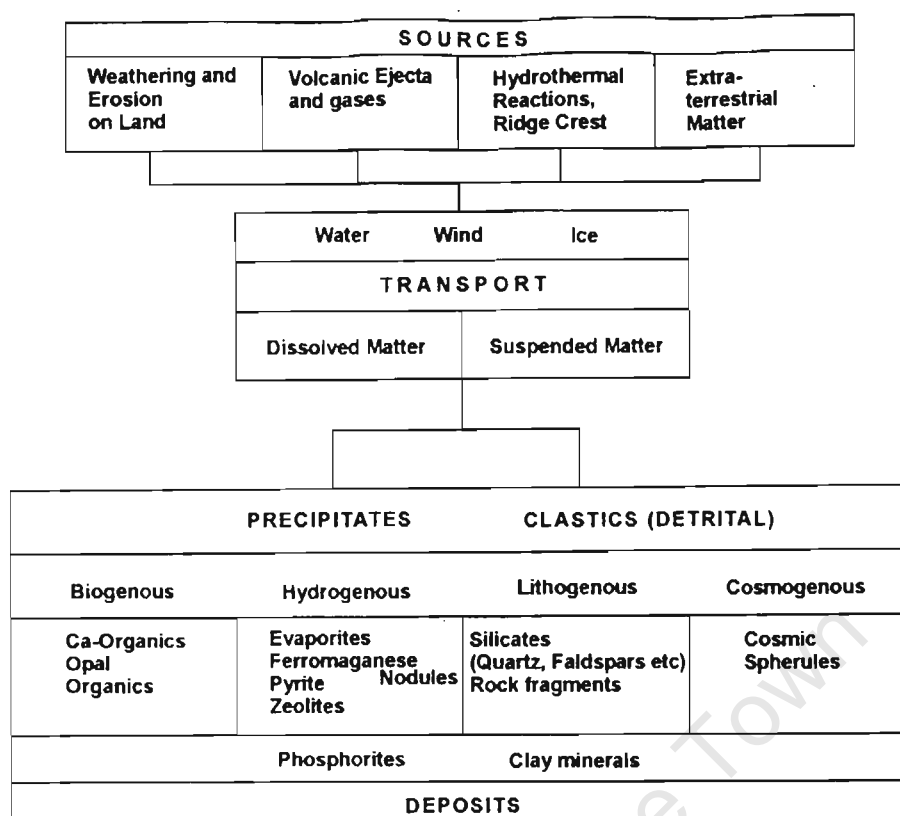 SOURCES
Weathering and
Erosion
on Land
Volcanic Ejecta
and gases
Hydrothermal
Reactions,
Ridge Crest
Extra-
terrestrial
Matter
Water Wind Ice
TRANSPORT
Dissolved Matter
Suspended Matter
PRECIPITATES
CLASTICS (DETRITAL)
Biogenous
Hydrogenous
Lithogenous
Cosmogenous
Ca-Organics
Opal
Organics
Evaporites
Ferromaganese
Pyrite Nodules
Zeolites
Silicates
(Quartz, Faldspars etc)
Rock fragments
Cosmic
Spherules
Phosphorites
Clay minerals
DEPOSITS
Town